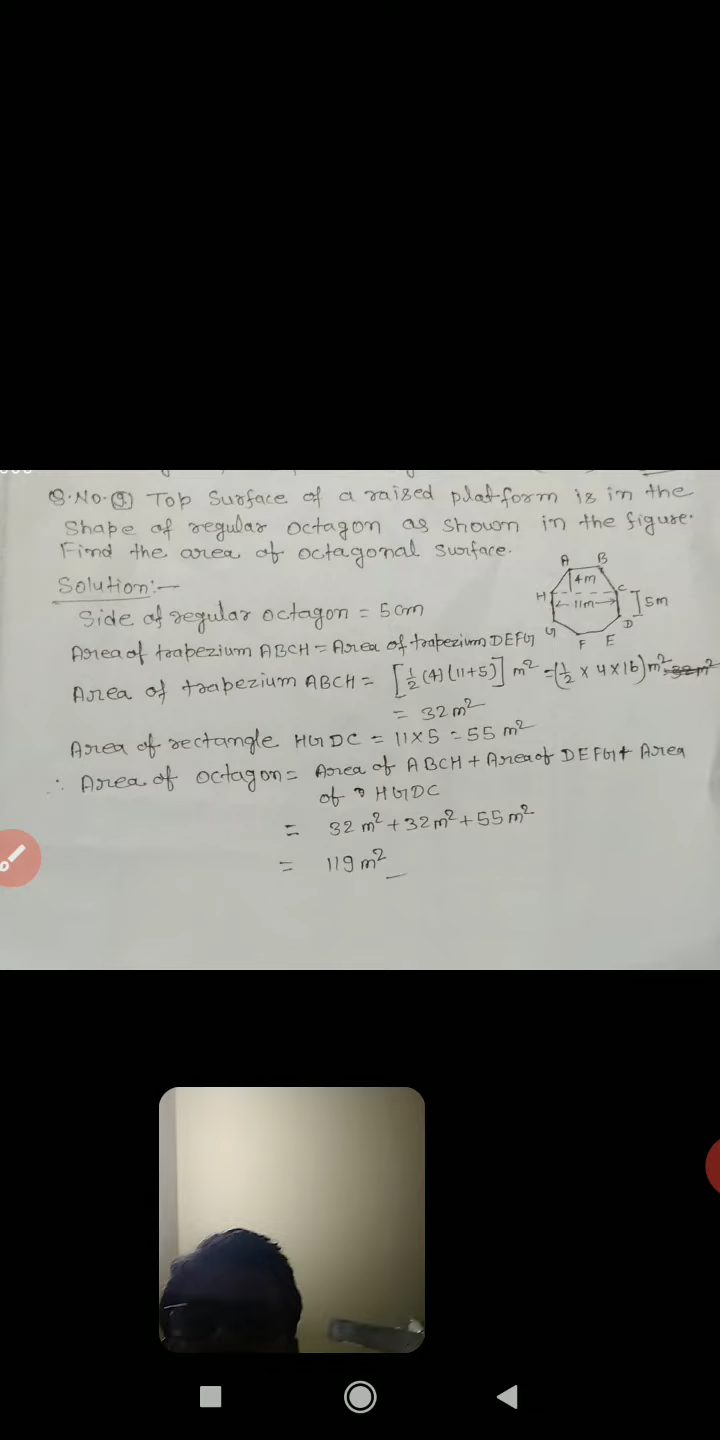 Q.No.(9) Top surface of a raised platform is in the
shape of regular octagon as shown in the figure.
Find the area of octagonal surface.
Solution:—
Side of regular octagon = 5cm
A B
4m
H C
11m
5m
G D
F E
Area of trapezium ABCH = Area of trapezium DEFG
Area of trapezium ABCH = [1/2 (4) (11+5)] m² = (1/2 × 4 × 16) m² 32m²
= 32 m²
Area of rectangle HGDC = 11 × 5 = 55 m²
∴ Area of octagon = Area of ABCH + Area of DEFG + Area
of HGDC
= 32 m² + 32 m² + 55 m²
= 119 m²